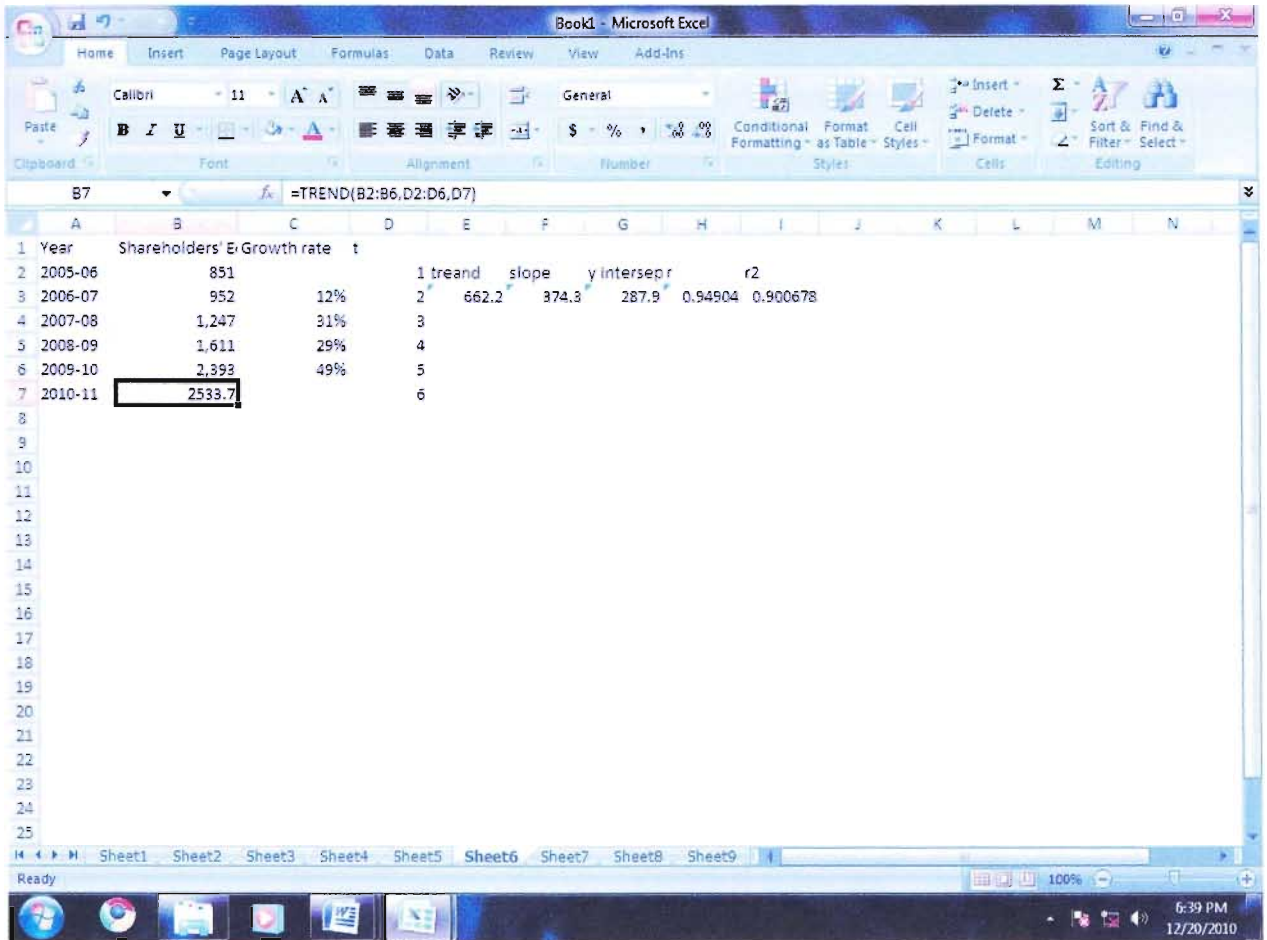 Book1 - Microsoft Excel
Home Insert Page Layout Formulas Data Review View Add-Ins
Paste
Calibri 11 A A
B I U A
General
$ % ,
Conditional Formatting
Format as Table
Cell Styles
Insert
Delete
Format
Σ
Sort & Filter
Find & Select
Clipboard Font Alignment Number Styles Cells Editing
B7 fx =TREND(B2:B6,D2:D6,D7)
A B C D E F G H I J K L M N
1 Year Shareholders' E Growth rate t
2 2005-06 851 1 treand slope y intersep r r2
3 2006-07 952 12% 2 662.2 374.3 287.9 0.94904 0.900678
4 2007-08 1,247 31% 3
5 2008-09 1,611 29% 4
6 2009-10 2,393 49% 5
7 2010-11 2533.7 6
8
9
10
11
12
13
14
15
16
17
18
19
20
21
22
23
24
25
Sheet1 Sheet2 Sheet3 Sheet4 Sheet5 Sheet6 Sheet7 Sheet8 Sheet9
Ready 100%
6:39 PM
12/20/2010